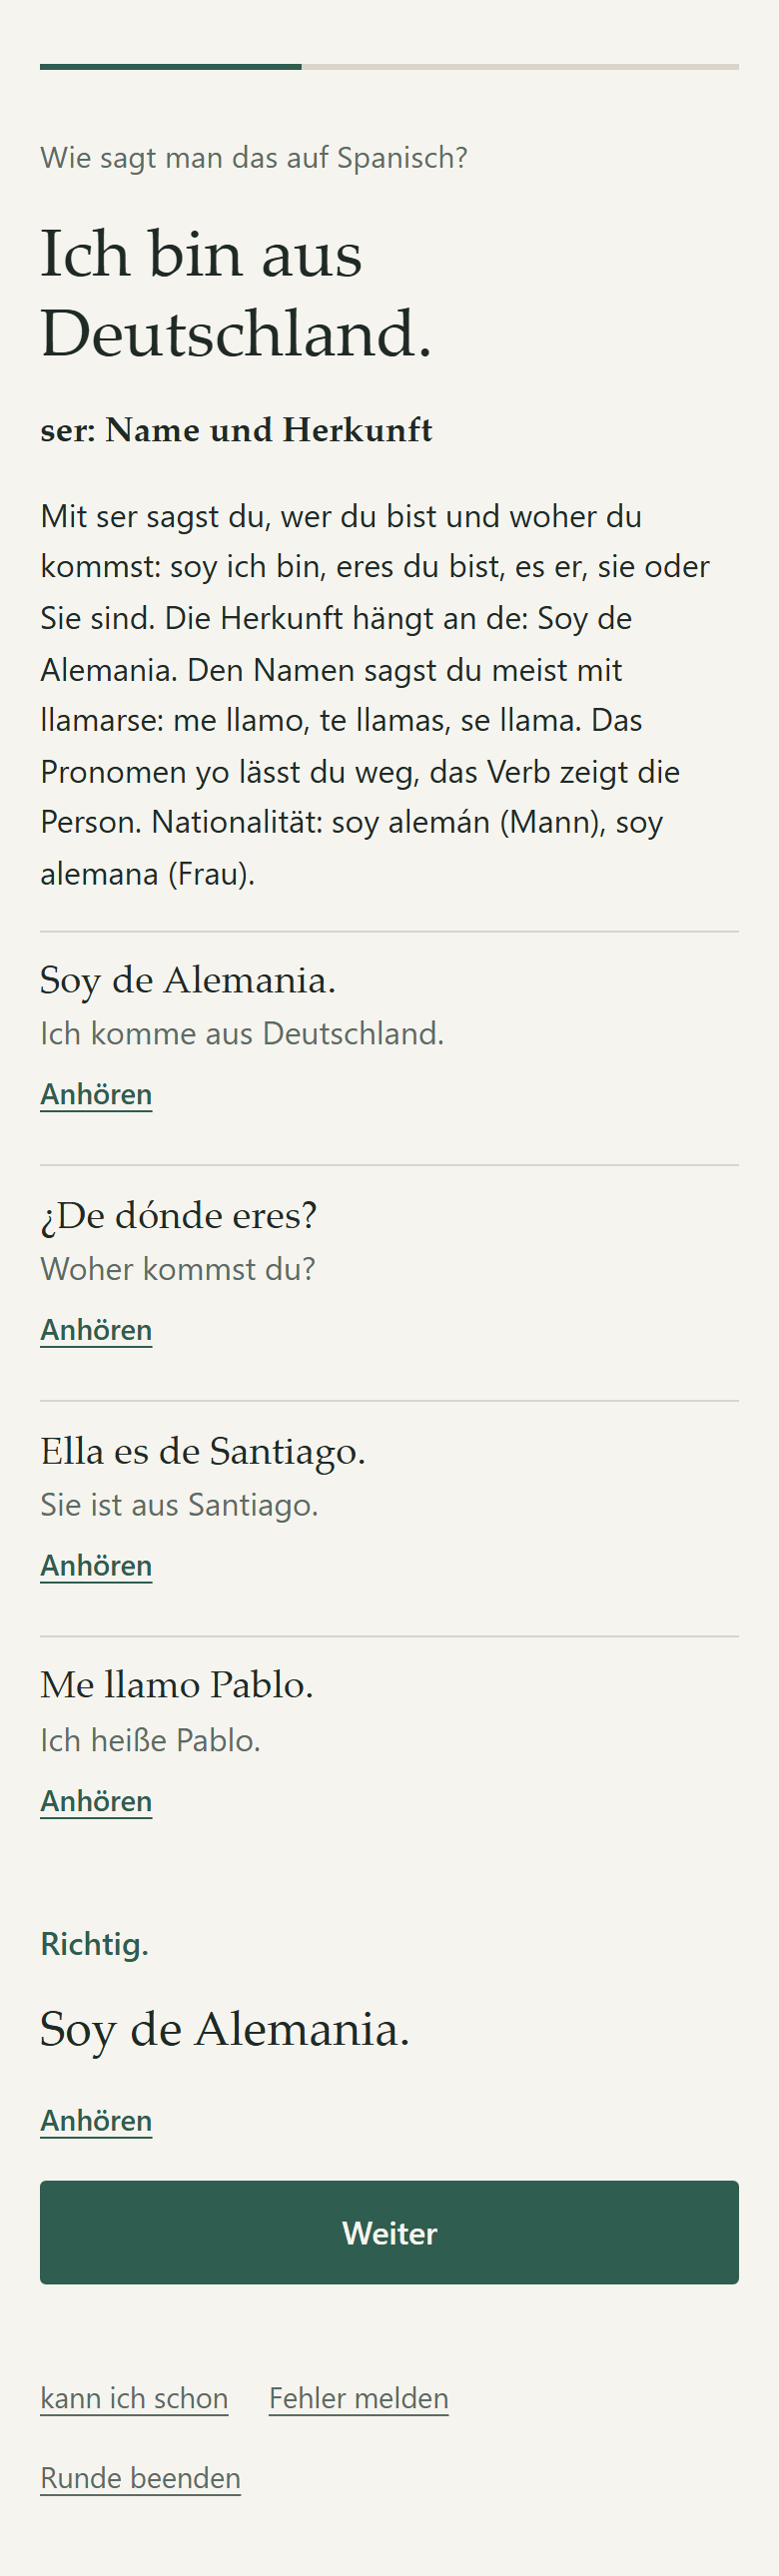 Wie sagt man das auf Spanisch?
Ich bin aus
Deutschland.
ser: Name und Herkunft
Mit ser sagst du, wer du bist und woher du
kommst: soy ich bin, eres du bist, es er, sie oder
Sie sind. Die Herkunft hängt an de: Soy de
Alemania. Den Namen sagst du meist mit
llamarse: me llamo, te llamas, se llama. Das
Pronomen yo lässt du weg, das Verb zeigt die
Person. Nationalität: soy alemán (Mann), soy
alemana (Frau).
Soy de Alemania.
Ich komme aus Deutschland.
Anhören
¿De dónde eres?
Woher kommst du?
Anhören
Ella es de Santiago.
Sie ist aus Santiago.
Anhören
Me llamo Pablo.
Ich heiße Pablo.
Anhören
Richtig.
Soy de Alemania.
Anhören
Weiter
kann ich schon Fehler melden
Runde beenden